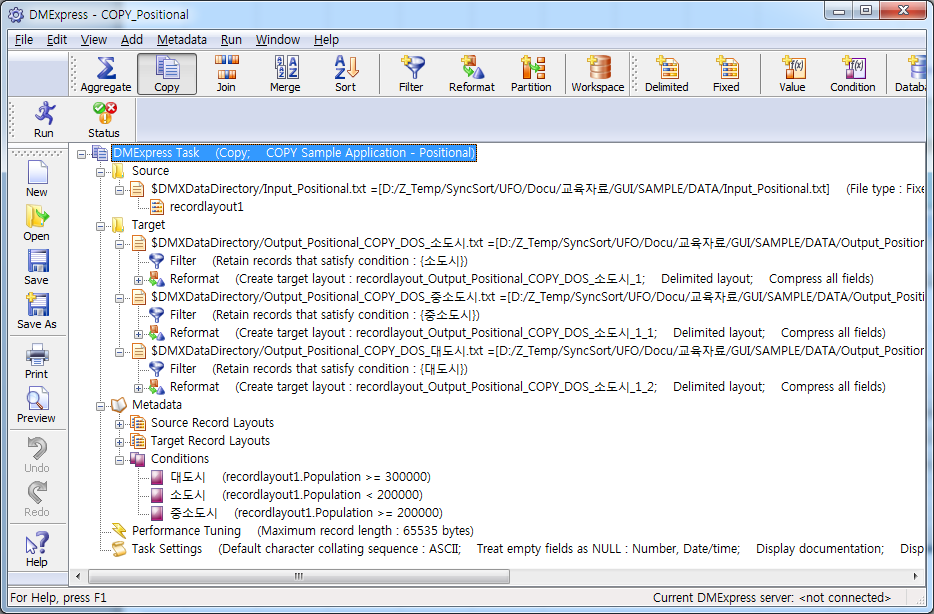 DMExpress - COPY_Positional
File Edit View Add Metadata Run Window Help
Aggregate Copy Join Merge Sort Filter Reformat Partition Workspace Delimited Fixed Value Condition Datab
Run Status
New
Open
Save
Save As
Print
Preview
Undo
Redo
Help
DMExpress Task (Copy; COPY Sample Application - Positional)
Source
$DMXDataDirectory/Input_Positional.txt =[D:/Z_Temp/SyncSort/UFO/Docu/교육자료/GUI/SAMPLE/DATA/Input_Positional.txt] (File type : Fixe
recordlayout1
Target
$DMXDataDirectory/Output_Positional_COPY_DOS_소도시.txt =[D:/Z_Temp/SyncSort/UFO/Docu/교육자료/GUI/SAMPLE/DATA/Output_Position
Filter (Retain records that satisfy condition : {소도시})
Reformat (Create target layout : recordlayout_Output_Positional_COPY_DOS_소도시_1; Delimited layout; Compress all fields)
$DMXDataDirectory/Output_Positional_COPY_DOS_중소도시.txt =[D:/Z_Temp/SyncSort/UFO/Docu/교육자료/GUI/SAMPLE/DATA/Output_Positi
Filter (Retain records that satisfy condition : {중소도시})
Reformat (Create target layout : recordlayout_Output_Positional_COPY_DOS_소도시_1_1; Delimited layout; Compress all fields)
$DMXDataDirectory/Output_Positional_COPY_DOS_대도시.txt =[D:/Z_Temp/SyncSort/UFO/Docu/교육자료/GUI/SAMPLE/DATA/Output_Position
Filter (Retain records that satisfy condition : {대도시})
Reformat (Create target layout : recordlayout_Output_Positional_COPY_DOS_소도시_1_2; Delimited layout; Compress all fields)
Metadata
Source Record Layouts
Target Record Layouts
Conditions
대도시 (recordlayout1.Population >= 300000)
소도시 (recordlayout1.Population < 200000)
중소도시 (recordlayout1.Population >= 200000)
Performance Tuning (Maximum record length : 65535 bytes)
Task Settings (Default character collating sequence : ASCII; Treat empty fields as NULL : Number, Date/time; Display documentation; Disp
For Help, press F1
Current DMExpress server: <not connected>